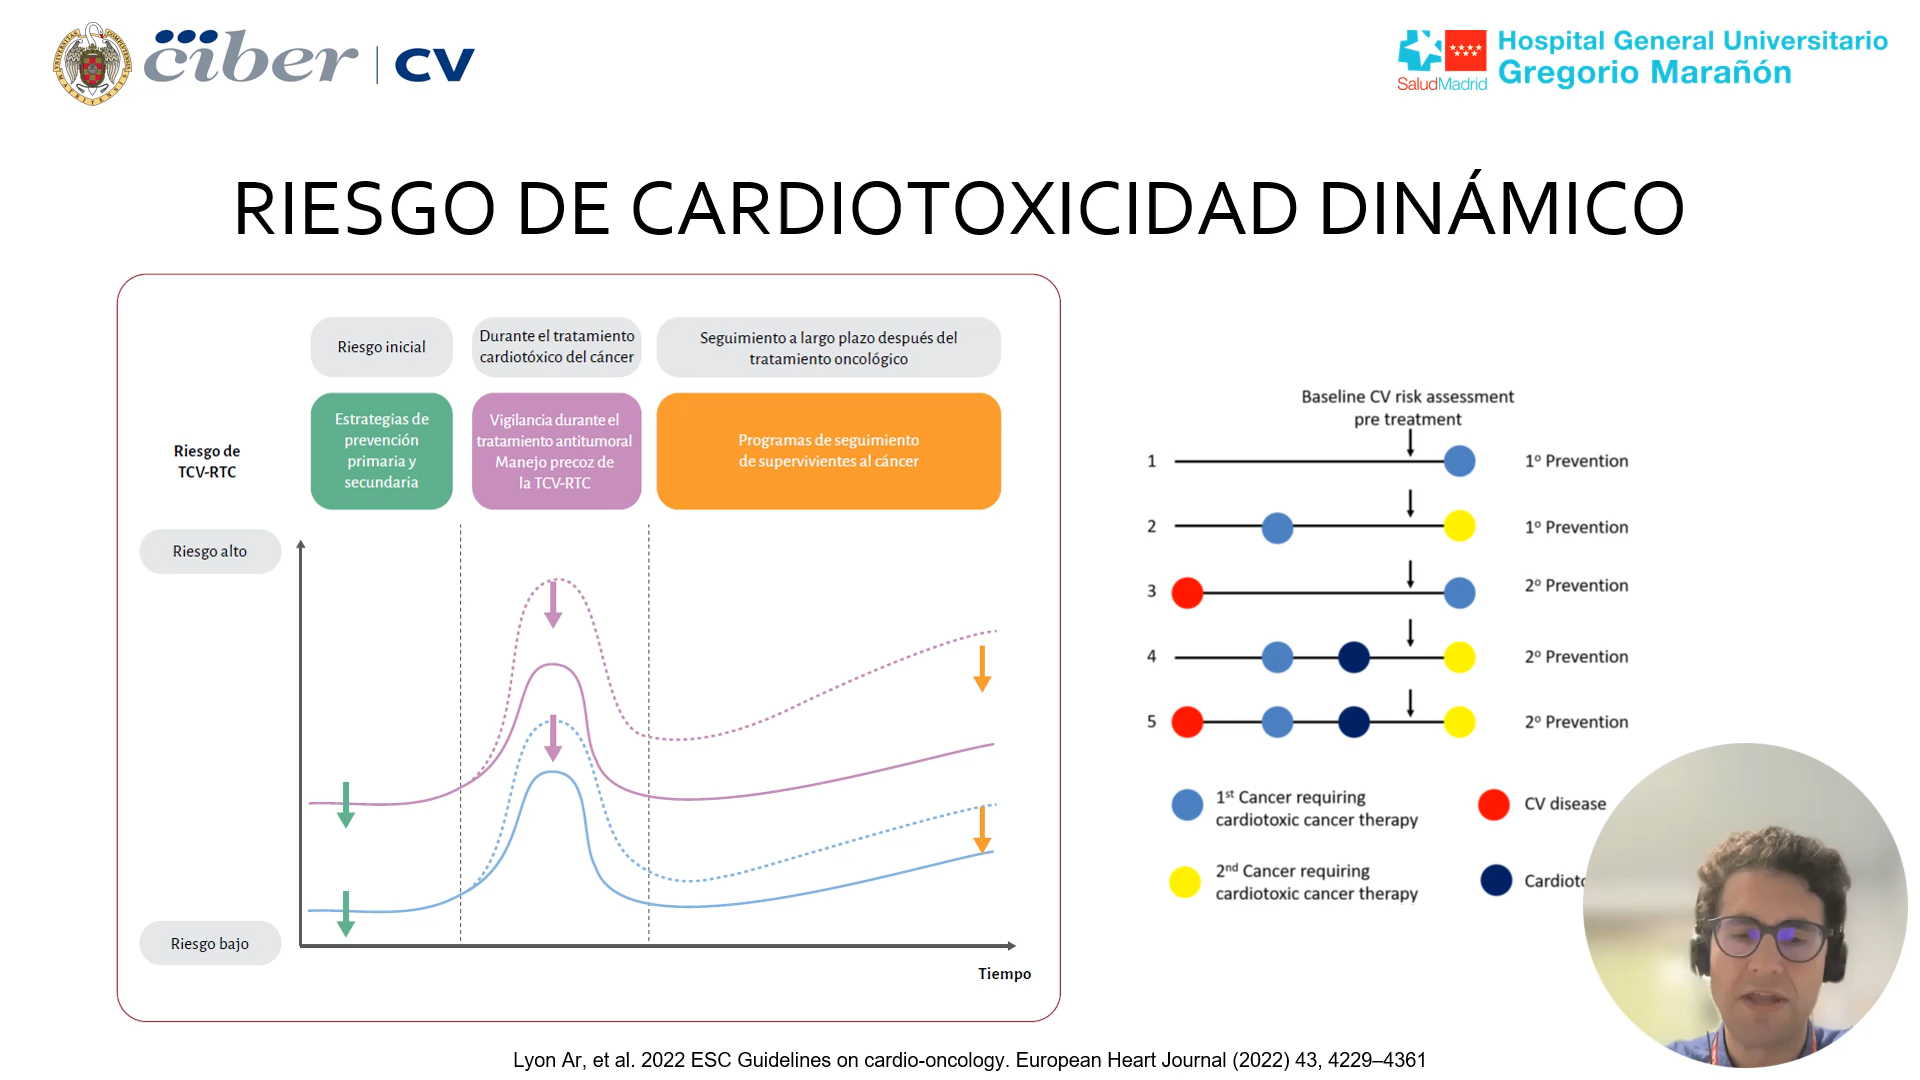 ciber | CV
SaludMadrid
Hospital General Universitario
Gregorio Marañón
RIESGO DE CARDIOTOXICIDAD DINÁMICO
Riesgo inicial
Durante el tratamiento
cardiotóxico del cáncer
Seguimiento a largo plazo después del
tratamiento oncológico
Riesgo de
TCV-RTC
Estrategias de
prevención
primaria y
secundaria
Vigilancia durante el
tratamiento antitumoral
Manejo precoz de
la TCV-RTC
Programas de seguimiento
de supervivientes al cáncer
Riesgo alto
Riesgo bajo
Tiempo
Baseline CV risk assessment
pre treatment
1 1º Prevention
2 1º Prevention
3 2º Prevention
4 2º Prevention
5 2º Prevention
1st Cancer requiring
cardiotoxic cancer therapy
CV disease
2nd Cancer requiring
cardiotoxic cancer therapy
Lyon Ar, et al. 2022 ESC Guidelines on cardio-oncology. European Heart Journal (2022) 43, 4229–4361